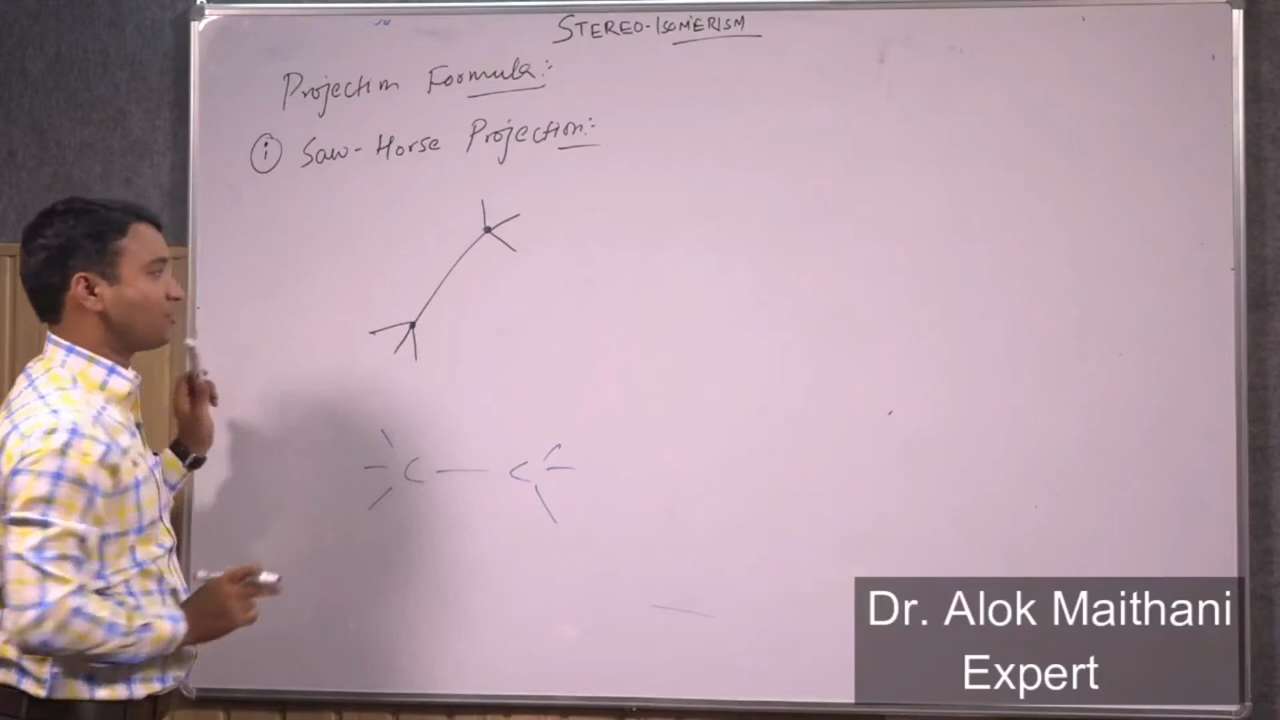 STEREO-ISOMERISM
Projection Formula:-
(i) Saw-Horse Projection:-
C — C
Dr. Alok Maithani
Expert